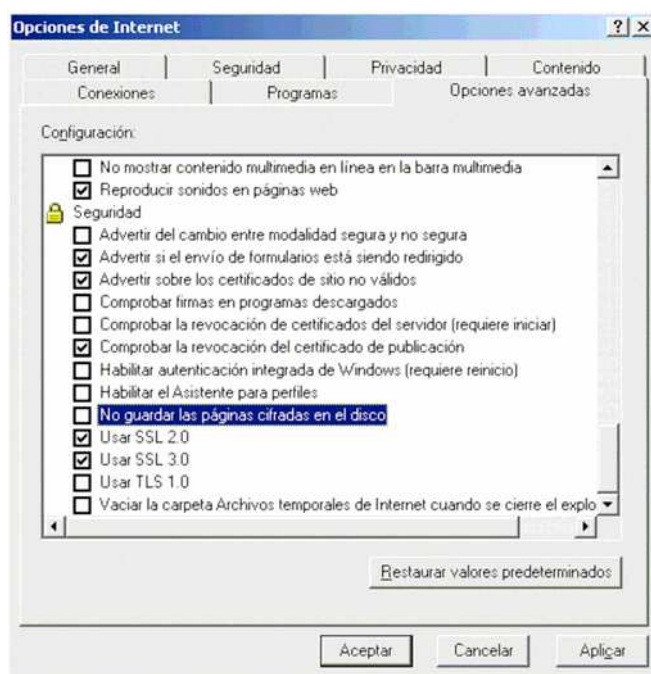 Opciones de Internet
General Seguridad Privacidad Contenido
Conexiones Programas Opciones avanzadas
Configuración:
No mostrar contenido multimedia en línea en la barra multimedia
Reproducir sonidos en páginas web
Seguridad
Advertir del cambio entre modalidad segura y no segura
Advertir si el envío de formularios está siendo redirigido
Advertir sobre los certificados de sitio no válidos
Comprobar firmas en programas descargados
Comprobar la revocación de certificados del servidor (requiere iniciar)
Comprobar la revocación del certificado de publicación
Habilitar autenticación integrada de Windows (requiere reinicio)
Habilitar el Asistente para perfiles
No guardar las páginas cifradas en el disco
Usar SSL 2.0
Usar SSL 3.0
Usar TLS 1.0
Vaciar la carpeta Archivos temporales de Internet cuando se cierre el explo
Restaurar valores predeterminados
Aceptar Cancelar Aplicar